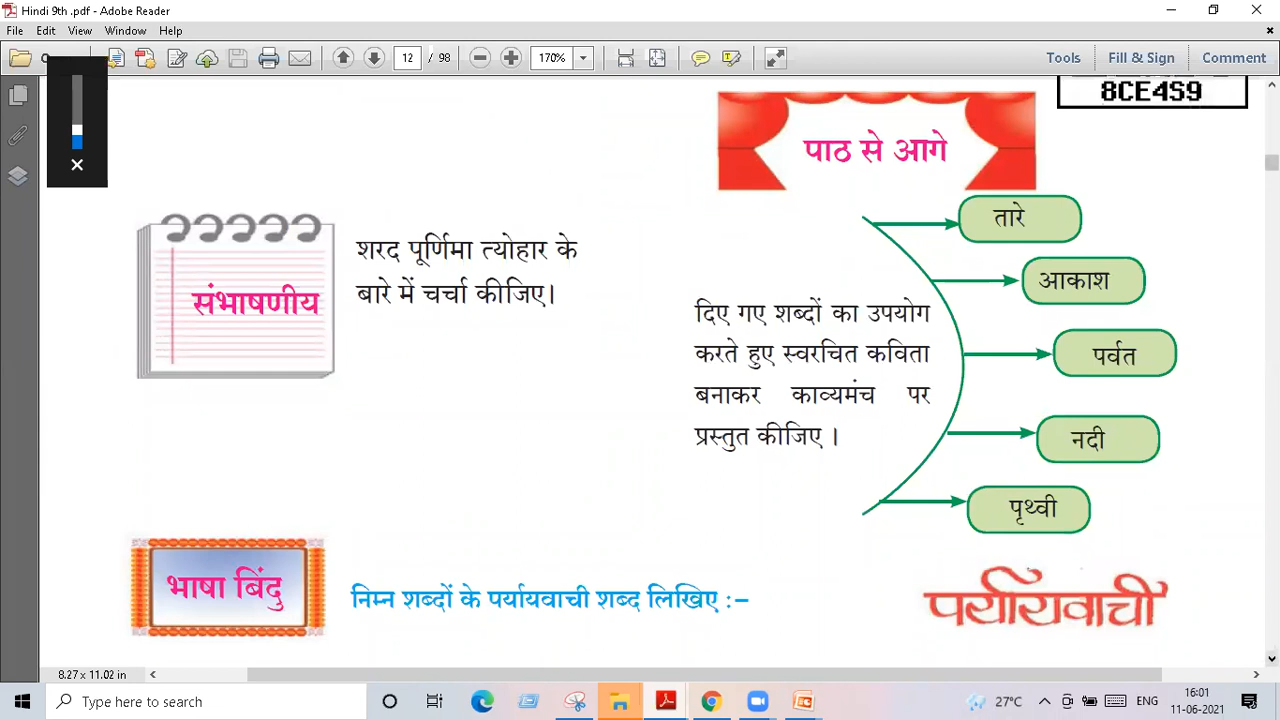 Hindi 9th .pdf - Adobe Reader
File Edit View Window Help
12 / 98 170% Tools Fill & Sign Comment
8CE4S9
पाठ से आगे
संभाषणीय
शरद पूर्णिमा त्योहार के
बारे में चर्चा कीजिए।
दिए गए शब्दों का उपयोग
करते हुए स्वरचित कविता
बनाकर काव्यमंच पर
प्रस्तुत कीजिए ।
तारे
आकाश
पर्वत
नदी
पृथ्वी
भाषा बिंदु
निम्न शब्दों के पर्यायवाची शब्द लिखिए :–
पर्यायवाची
8.27 x 11.02 in
Type here to search
27°C ENG 16:01
11-06-2021